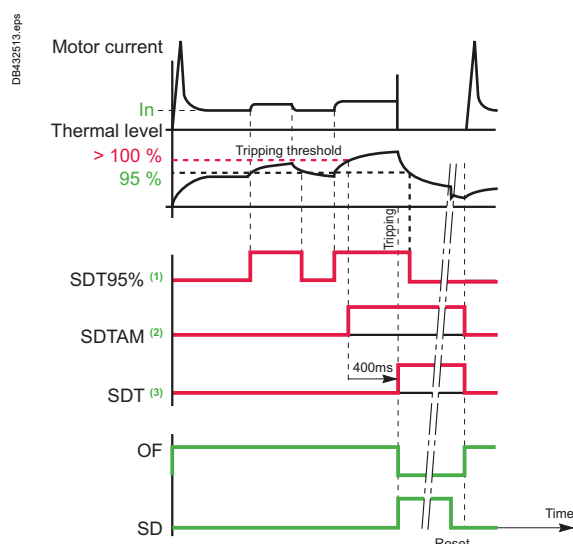 DB432513.eps
Motor current
In
Thermal level
> 100 %
Tripping threshold
95 %
Tripping
SDT95% (1)
SDTAM (2)
400ms
SDT (3)
OF
SD
Time
Reset